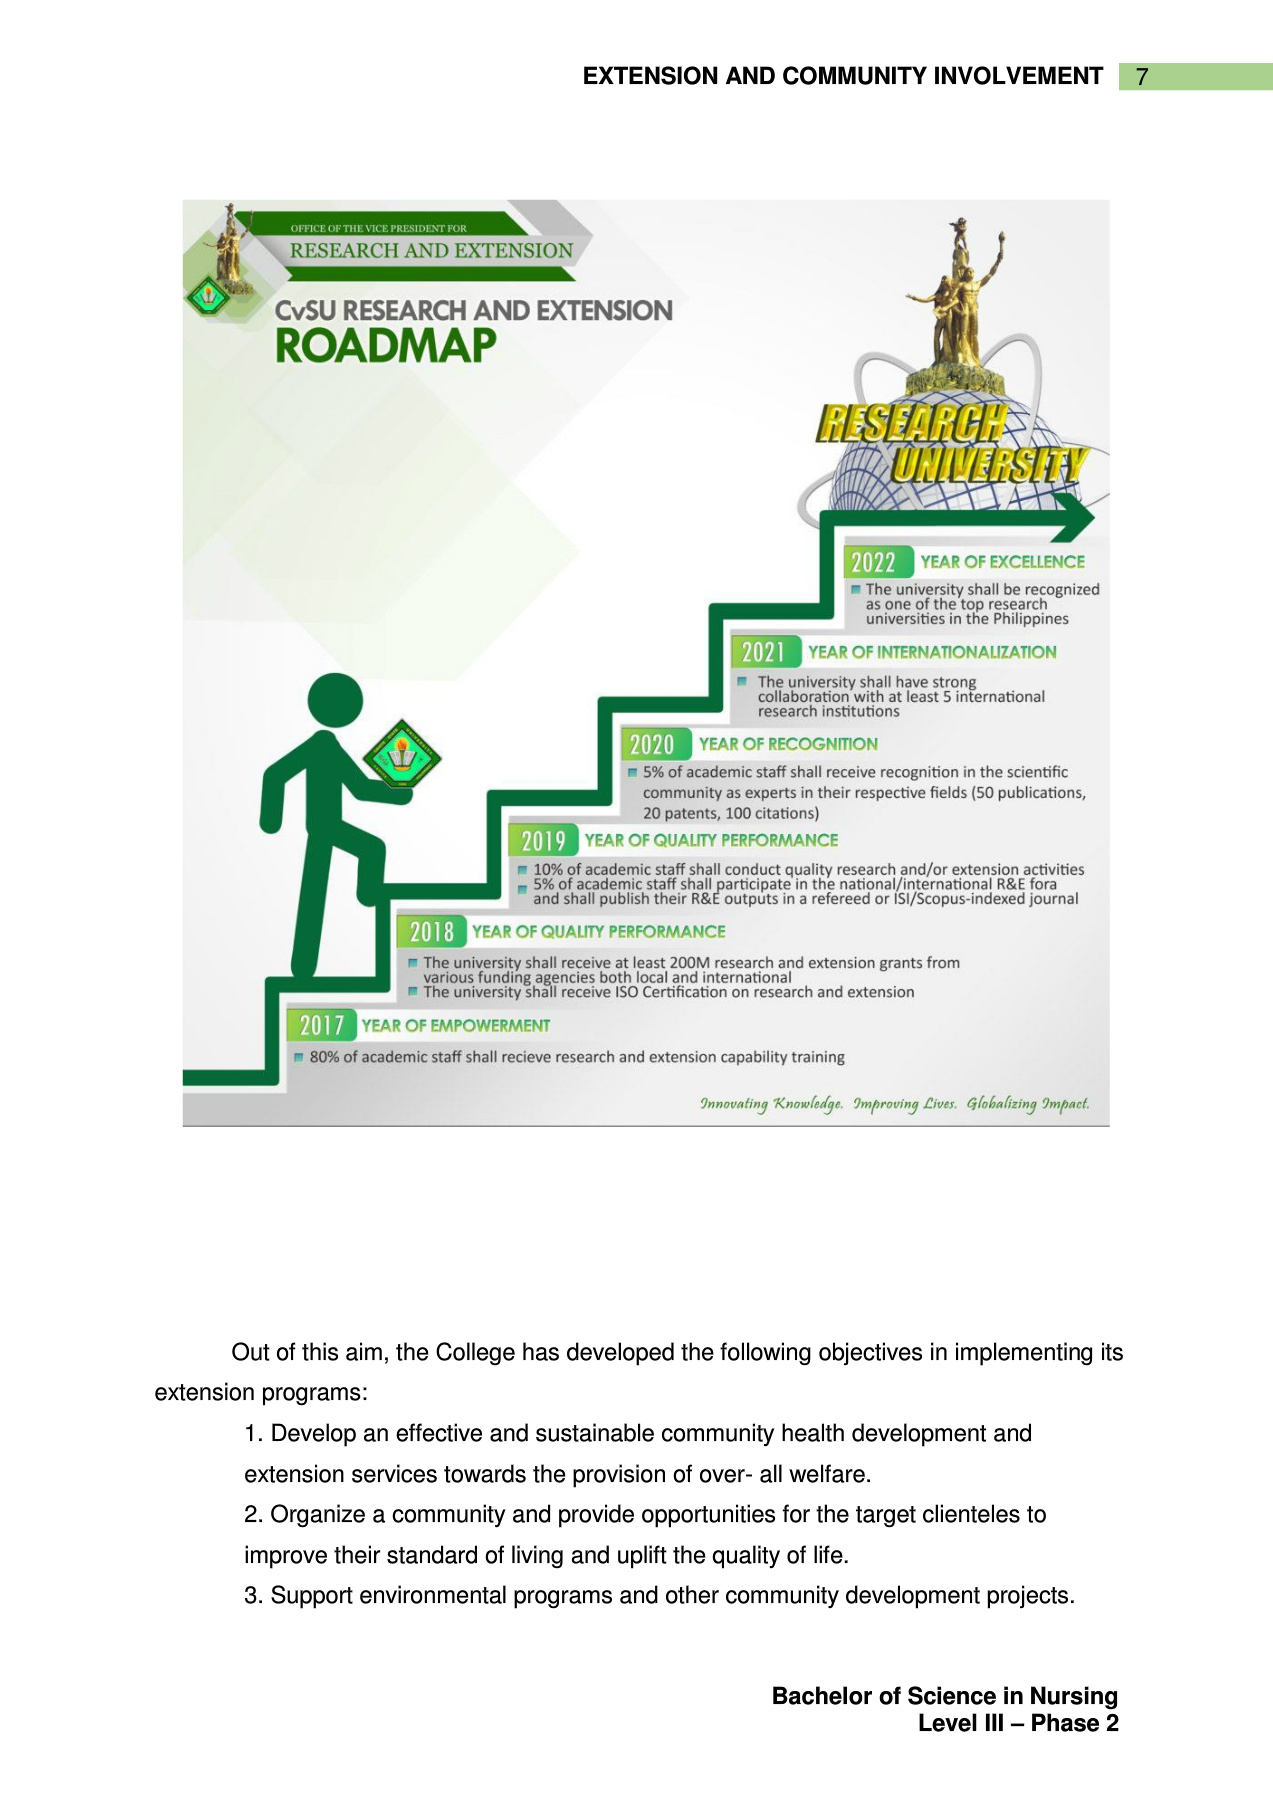 EXTENSION AND COMMUNITY INVOLVEMENT 7
OFFICE OF THE VICE PRESIDENT FOR
RESEARCH AND EXTENSION
CvSU RESEARCH AND EXTENSION
ROADMAP
RESEARCH
UNIVERSITY
2022 YEAR OF EXCELLENCE
The university shall be recognized
as one of the top research
universities in the Philippines
2021 YEAR OF INTERNATIONALIZATION
The university shall have strong
collaboration with at least 5 international
research institutions
2020 YEAR OF RECOGNITION
5% of academic staff shall receive recognition in the scientific
community as experts in their respective fields (50 publications,
20 patents, 100 citations)
2019 YEAR OF QUALITY PERFORMANCE
10% of academic staff shall conduct quality research and/or extension activities
5% of academic staff shall participate in the national/international R&E fora
and shall publish their R&E outputs in a refereed or ISI/Scopus-indexed journal
2018 YEAR OF QUALITY PERFORMANCE
The university shall receive at least 200M research and extension grants from
various funding agencies both local and international
The university shall receive ISO Certification on research and extension
2017 YEAR OF EMPOWERMENT
80% of academic staff shall recieve research and extension capability training
Innovating Knowledge. Improving Lives. Globalizing Impact.
Out of this aim, the College has developed the following objectives in implementing its
extension programs:
1. Develop an effective and sustainable community health development and
extension services towards the provision of over- all welfare.
2. Organize a community and provide opportunities for the target clienteles to
improve their standard of living and uplift the quality of life.
3. Support environmental programs and other community development projects.
Bachelor of Science in Nursing
Level III – Phase 2